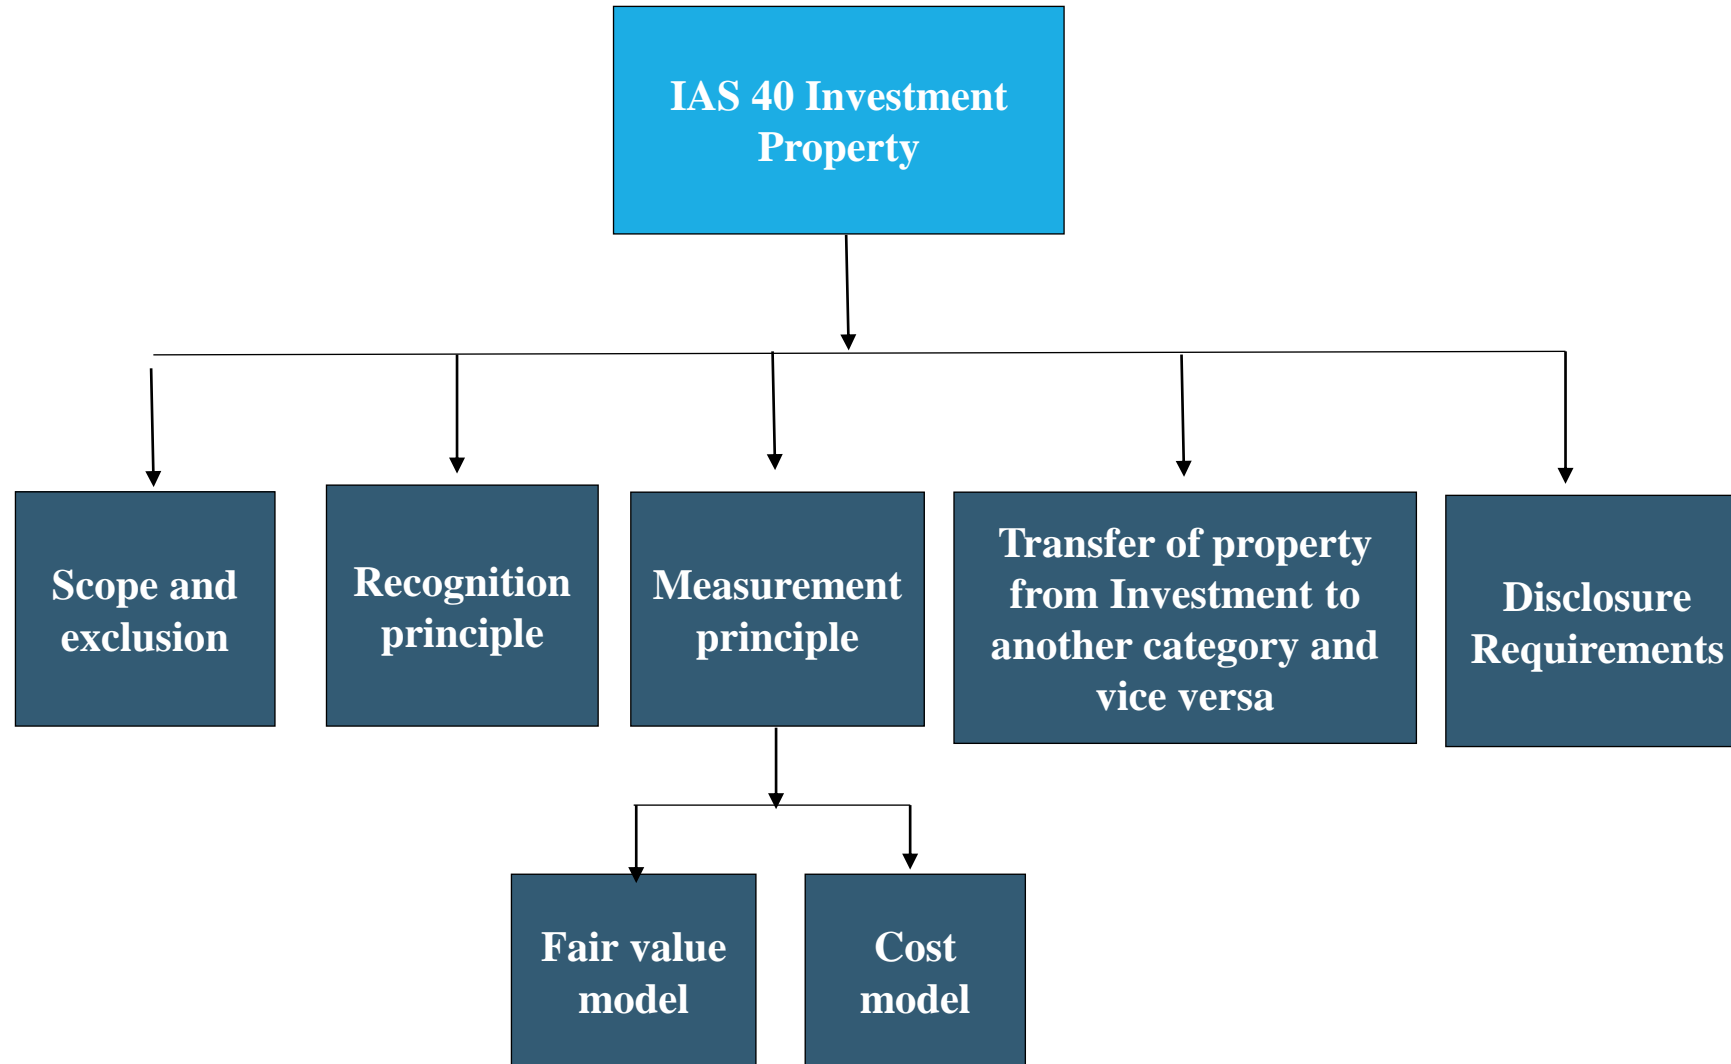 IAS 40 Investment
Property
Scope and
exclusion
Recognition
principle
Measurement
principle
Transfer of property
from Investment to
another category and
vice versa
Disclosure
Requirements
Fair value
model
Cost
model